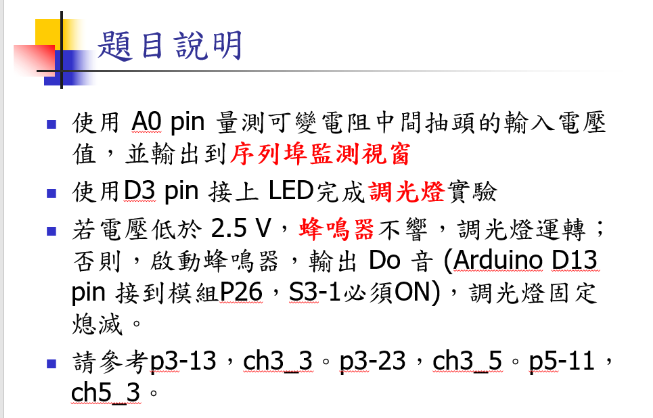 題目說明
使用 A0 pin 量測可變電阻中間抽頭的輸入電壓
值，並輸出到序列埠監測視窗
使用D3 pin 接上 LED完成調光燈實驗
若電壓低於 2.5 V，蜂鳴器不響，調光燈運轉；
否則，啟動蜂鳴器，輸出 Do 音 (Arduino D13
pin 接到模組P26，S3-1必須ON)，調光燈固定
熄滅。
請參考p3-13，ch3_3。p3-23，ch3_5。p5-11，
ch5_3。